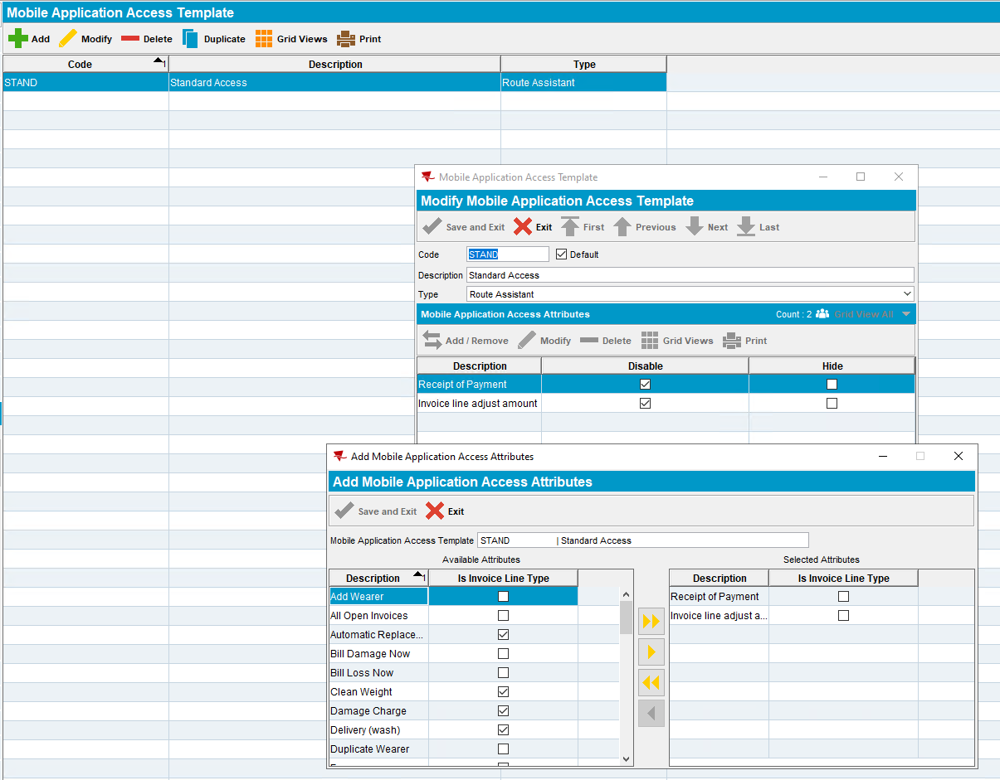 Mobile Application Access Template
Add Modify Delete Duplicate Grid Views Print
Code 1 Description Type
STAND Standard Access Route Assistant
Mobile Application Access Template
Modify Mobile Application Access Template
Save and Exit Exit First Previous Next Last
Code STAND Default
Description Standard Access
Type Route Assistant
Mobile Application Access Attributes Count : 2 Grid View All
Add / Remove Modify Delete Grid Views Print
Description Disable Hide
Receipt of Payment
Invoice line adjust amount
Add Mobile Application Access Attributes
Add Mobile Application Access Attributes
Save and Exit Exit
Mobile Application Access Template STAND | Standard Access
Available Attributes Selected Attributes
Description 1 Is Invoice Line Type Description Is Invoice Line Type
Add Wearer Receipt of Payment
All Open Invoices Invoice line adjust a...
Automatic Replace...
Bill Damage Now
Bill Loss Now
Clean Weight
Damage Charge
Delivery (wash)
Duplicate Wearer